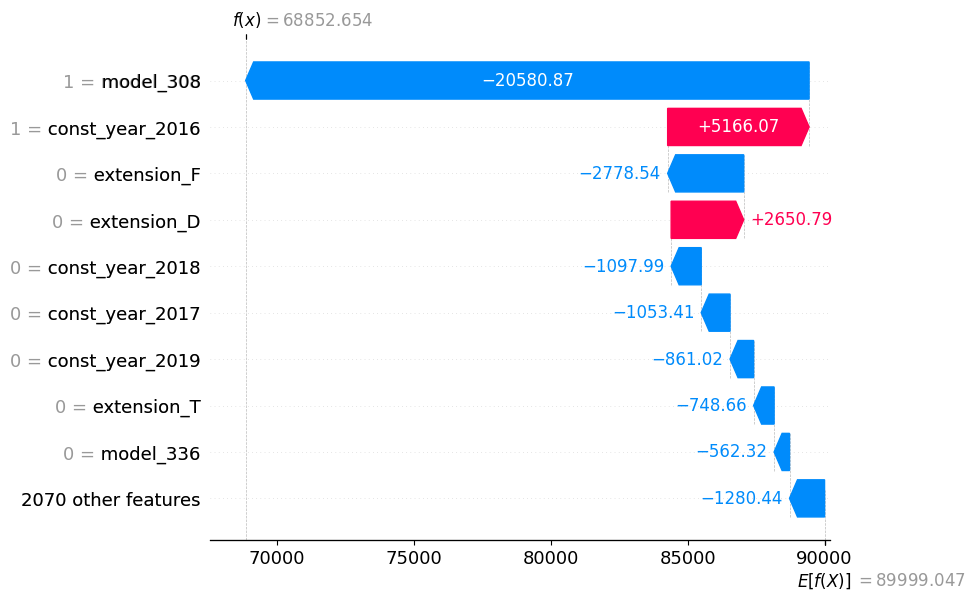 f(x) = 68852.654
1 = model_308 −20580.87
1 = const_year_2016 +5166.07
0 = extension_F −2778.54
0 = extension_D +2650.79
0 = const_year_2018 −1097.99
0 = const_year_2017 −1053.41
0 = const_year_2019 −861.02
0 = extension_T −748.66
0 = model_336 −562.32
2070 other features −1280.44
70000 75000 80000 85000 90000
E[f(X)] = 89999.047